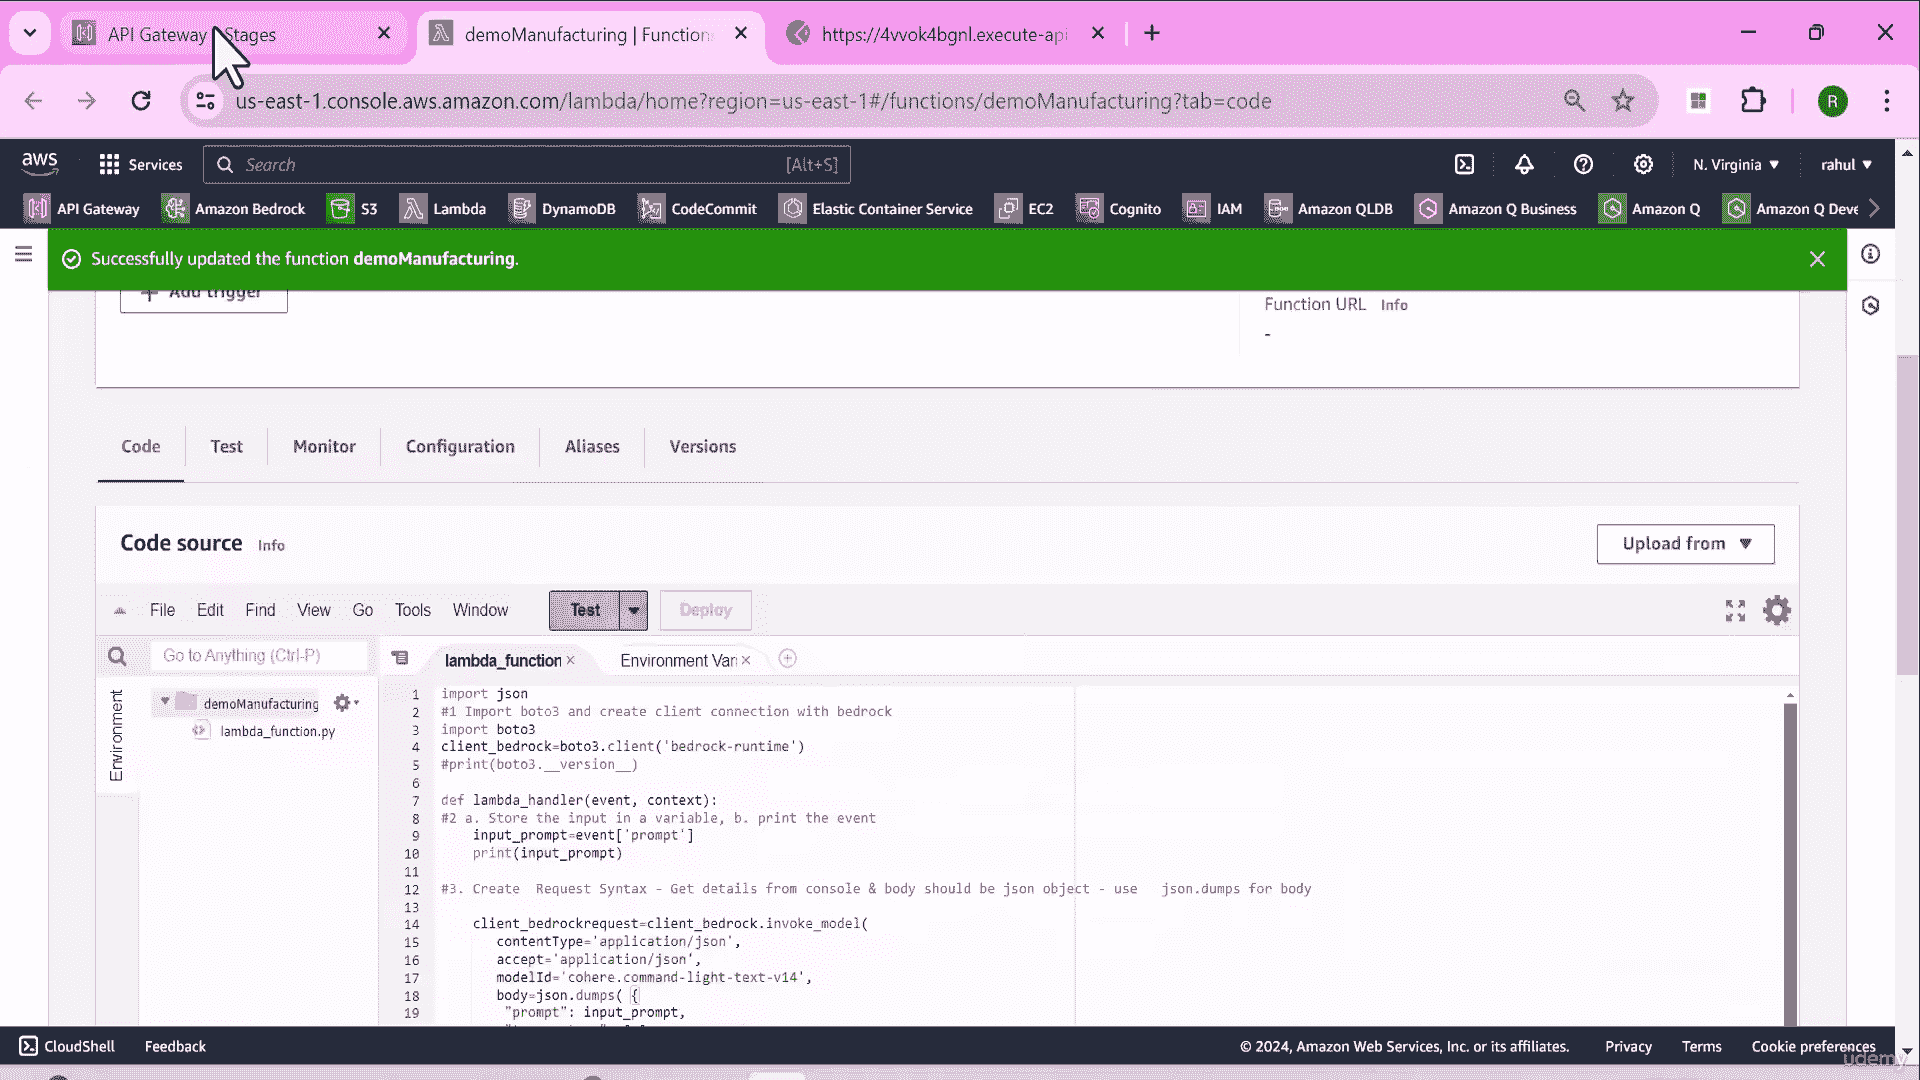 API Gateway - Stages
demoManufacturing | Function
https://4vvok4bgnl.execute-api
us-east-1.console.aws.amazon.com/lambda/home?region=us-east-1#/functions/demoManufacturing?tab=code
R
aws
Services
Search
[Alt+S]
N. Virginia
rahul
API Gateway
Amazon Bedrock
S3
Lambda
DynamoDB
CodeCommit
Elastic Container Service
EC2
Cognito
IAM
Amazon QLDB
Amazon Q Business
Amazon Q
Amazon Q Deve
Successfully updated the function demoManufacturing.
Add trigger
Function URL Info
-
Code
Test
Monitor
Configuration
Aliases
Versions
Code source Info
Upload from
File Edit Find View Go Tools Window
Test
Deploy
Go to Anything (Ctrl-P)
lambda_function
Environment Var
Environment
demoManufacturing
lambda_function.py
1 import json
2 #1 Import boto3 and create client connection with bedrock
3 import boto3
4 client_bedrock=boto3.client('bedrock-runtime')
5 #print(boto3.__version__)
6
7 def lambda_handler(event, context):
8 #2 a. Store the input in a variable, b. print the event
9 input_prompt=event['prompt']
10 print(input_prompt)
11
12 #3. Create Request Syntax - Get details from console & body should be json object - use json.dumps for body
13
14 client_bedrockrequest=client_bedrock.invoke_model(
15 contentType='application/json',
16 accept='application/json',
17 modelId='cohere.command-light-text-v14',
18 body=json.dumps( {
19 "prompt": input_prompt,
CloudShell
Feedback
© 2024, Amazon Web Services, Inc. or its affiliates.
Privacy
Terms
Cookie preferences
udemy